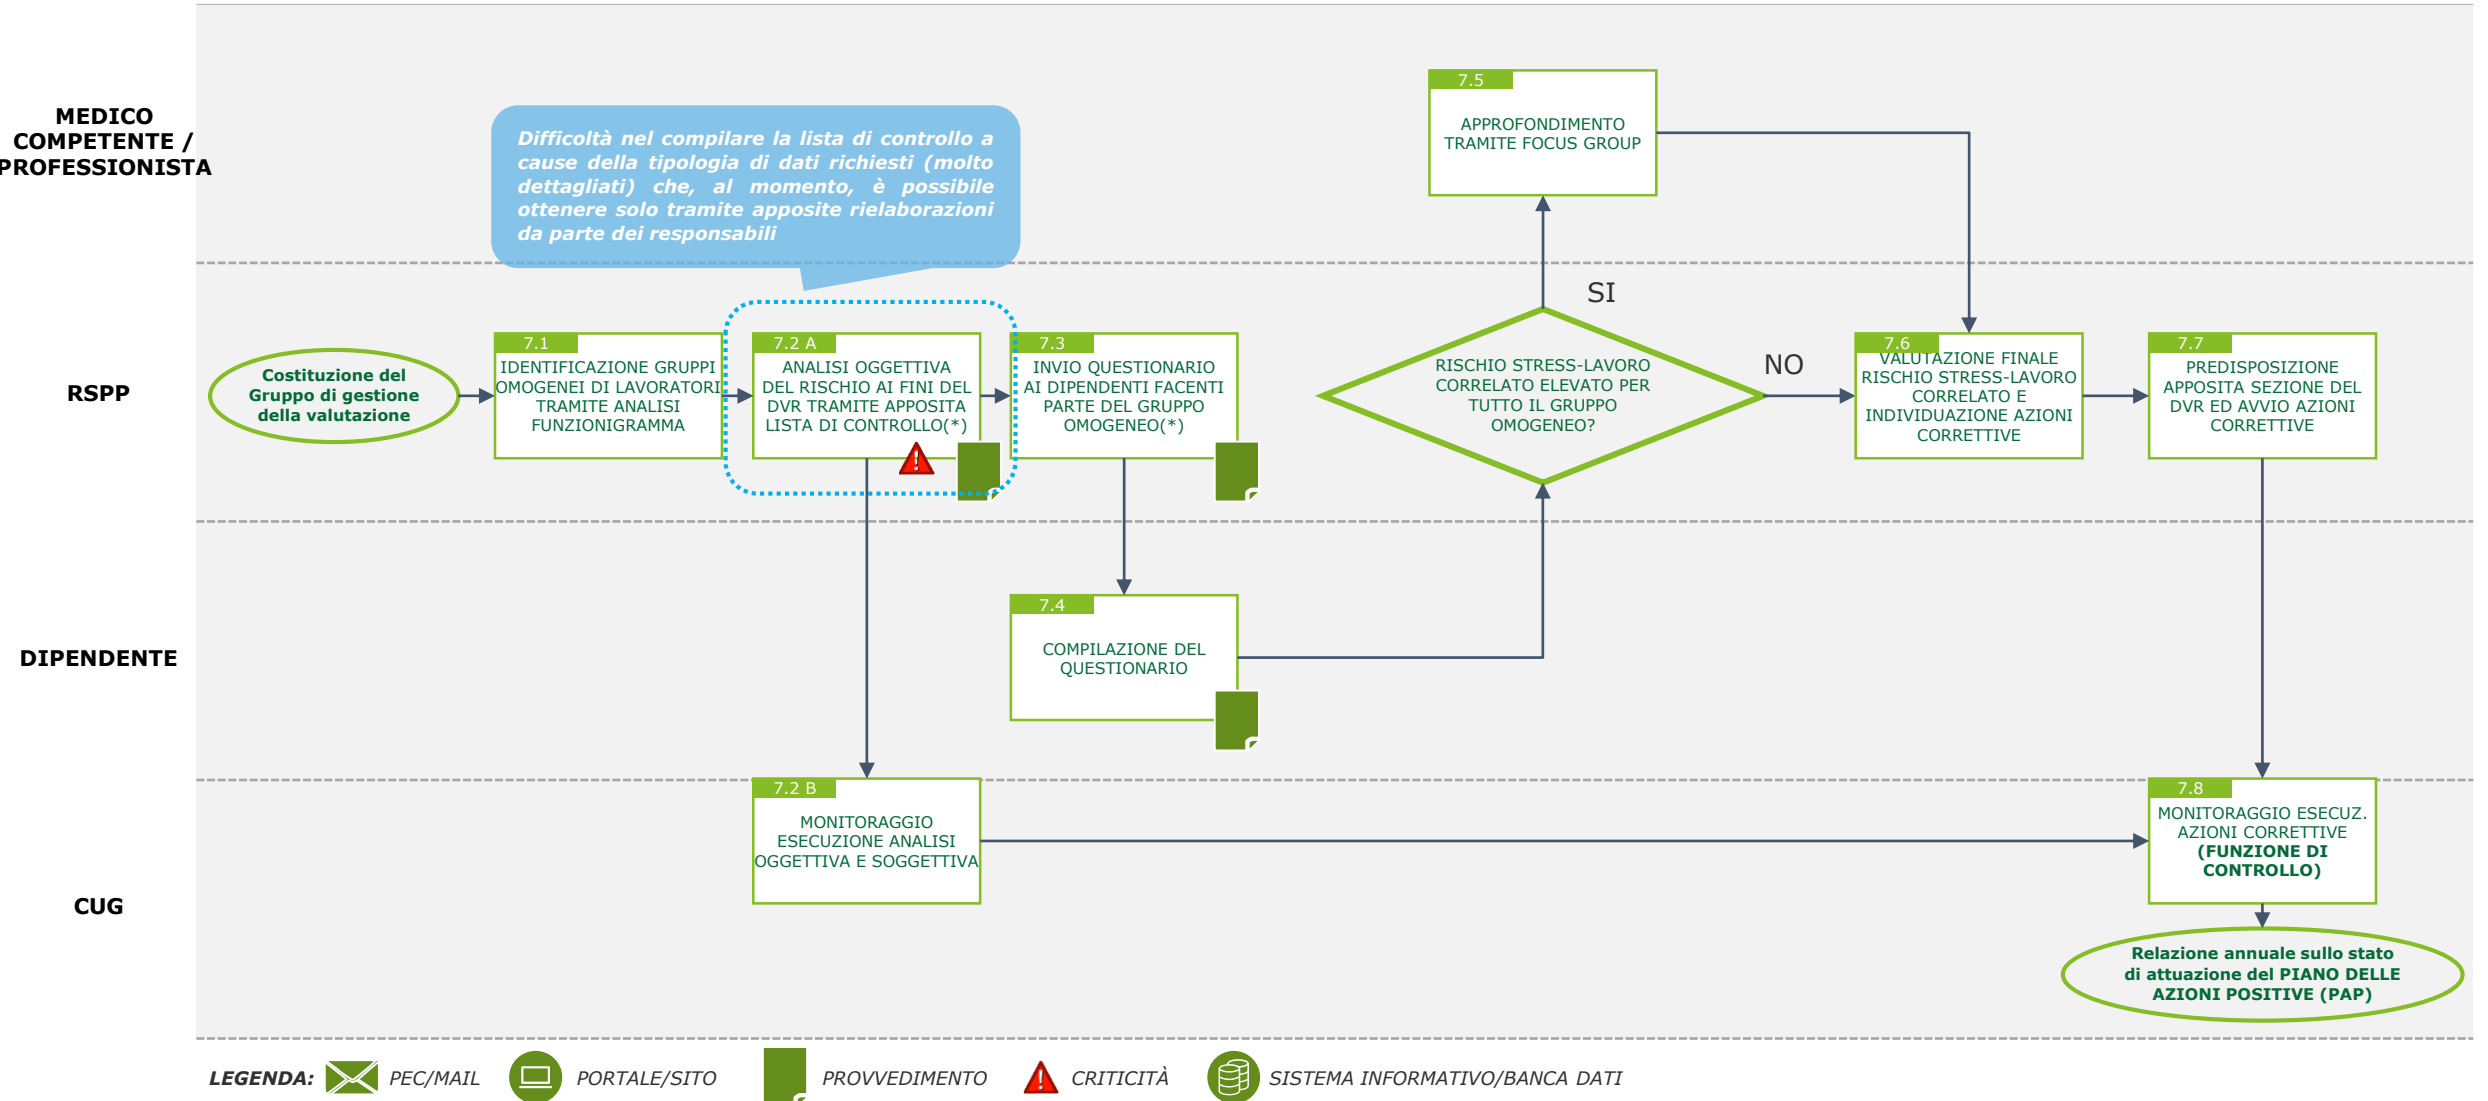 MEDICO
COMPETENTE /
PROFESSIONISTA
Difficoltà nel compilare la lista di controllo a
cause della tipologia di dati richiesti (molto
dettagliati) che, al momento, è possibile
ottenere solo tramite apposite rielaborazioni
da parte dei responsabili
7.5
APPROFONDIMENTO
TRAMITE FOCUS GROUP
RSPP
Costituzione del
Gruppo di gestione
della valutazione
7.1
IDENTIFICAZIONE GRUPPI
OMOGENEI DI LAVORATORI
TRAMITE ANALISI
FUNZIONIGRAMMA
7.2 A
ANALISI OGGETTIVA
DEL RISCHIO AI FINI DEL
DVR TRAMITE APPOSITA
LISTA DI CONTROLLO(*)
7.3
INVIO QUESTIONARIO
AI DIPENDENTI FACENTI
PARTE DEL GRUPPO
OMOGENEO(*)
SI
RISCHIO STRESS-LAVORO
CORRELATO ELEVATO PER
TUTTO IL GRUPPO
OMOGENEO?
NO
7.6
VALUTAZIONE FINALE
RISCHIO STRESS-LAVORO
CORRELATO E
INDIVIDUAZIONE AZIONI
CORRETTIVE
7.7
PREDISPOSIZIONE
APPOSITA SEZIONE DEL
DVR ED AVVIO AZIONI
CORRETTIVE
DIPENDENTE
7.4
COMPILAZIONE DEL
QUESTIONARIO
CUG
7.2 B
MONITORAGGIO
ESECUZIONE ANALISI
OGGETTIVA E SOGGETTIVA
7.8
MONITORAGGIO ESECUZ.
AZIONI CORRETTIVE
(FUNZIONE DI
CONTROLLO)
Relazione annuale sullo stato
di attuazione del PIANO DELLE
AZIONI POSITIVE (PAP)
LEGENDA: PEC/MAIL PORTALE/SITO PROVVEDIMENTO CRITICITÀ SISTEMA INFORMATIVO/BANCA DATI